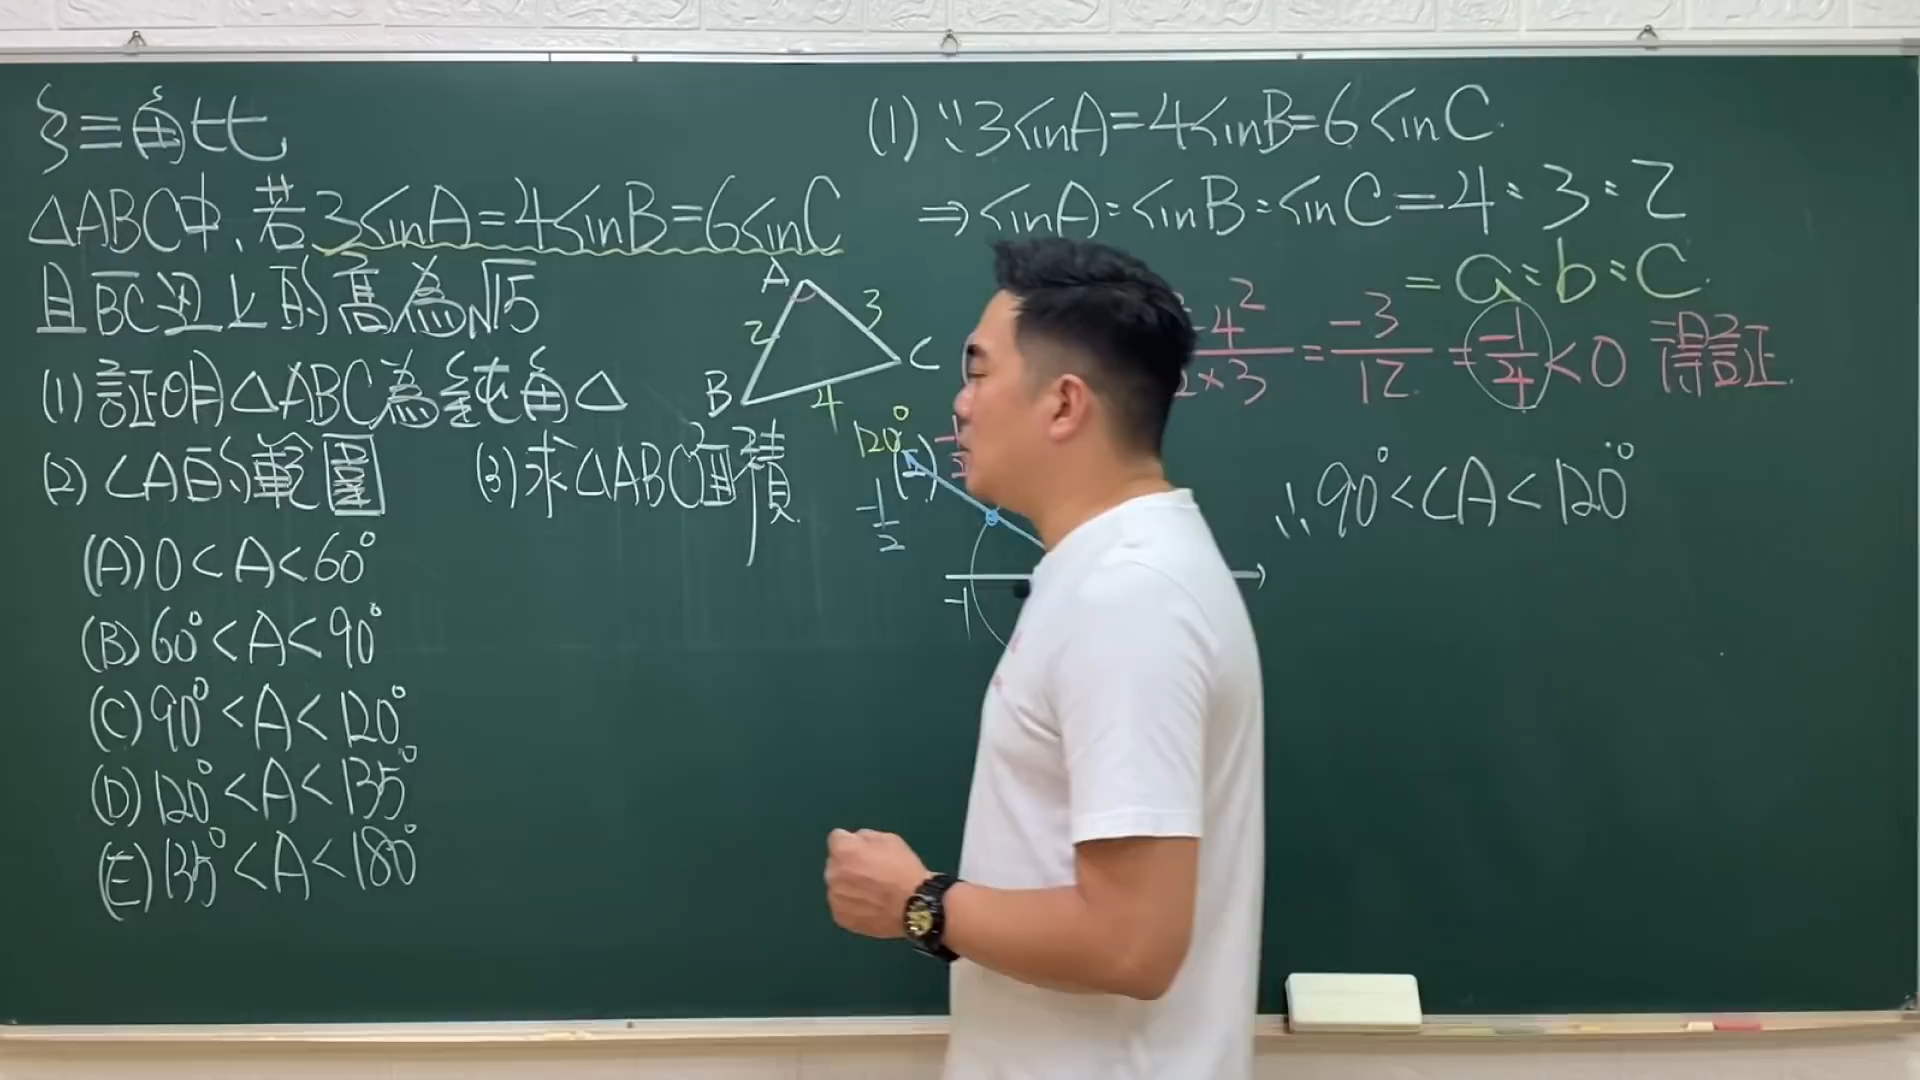 §三角比
△ABC中,若3sinA=4sinB=6sinC
且BC邊上的高為√15
(1)證明△ABC為鈍角△
(2)∠A的範圍 (3)求△ABC面積
(A)0<A<60°
(B)60°<A<90°
(C)90°<A<120°
(D)120°<A<135°
(E)135°<A<180°
A
2 3
B 4 C
(1)∵3sinA=4sinB=6sinC
⇒sinA:sinB:sinC=4:3:2
=a:b:c
-4²/2×3=-3/12=-1/4<0 得證
120°
(2)
-1/2
-1
∴90°<∠A<120°